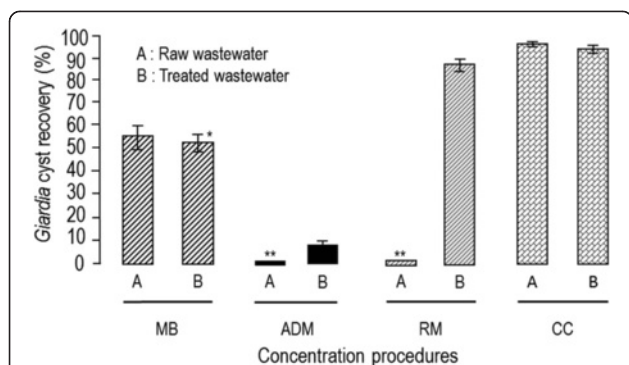 Giardia cyst recovery (%)
100
90
80
70
60
50
40
30
20
10
0
A : Raw wastewater
B : Treated wastewater
*
**
**
A B A B A B A B
MB ADM RM CC
Concentration procedures